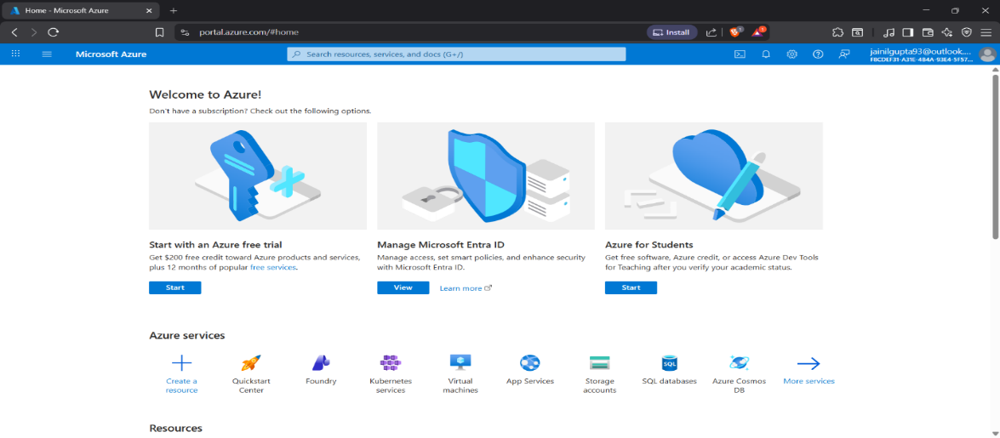 Home - Microsoft Azure
portal.azure.com/#home
Install
Microsoft Azure
Search resources, services, and docs (G+/)
jainilgupta93@outlook....
FBCDEF31-A31E-4B4A-93E4-5F57...
Welcome to Azure!
Don't have a subscription? Check out the following options.
Start with an Azure free trial
Get $200 free credit toward Azure products and services,
plus 12 months of popular free services.
Start
Manage Microsoft Entra ID
Manage access, set smart policies, and enhance security
with Microsoft Entra ID.
View
Learn more
Azure for Students
Get free software, Azure credit, or access Azure Dev Tools
for Teaching after you verify your academic status.
Start
Azure services
Create a
resource
Quickstart
Center
Foundry
Kubernetes
services
Virtual
machines
App Services
Storage
accounts
SQL
SQL databases
Azure Cosmos
DB
More services
Resources